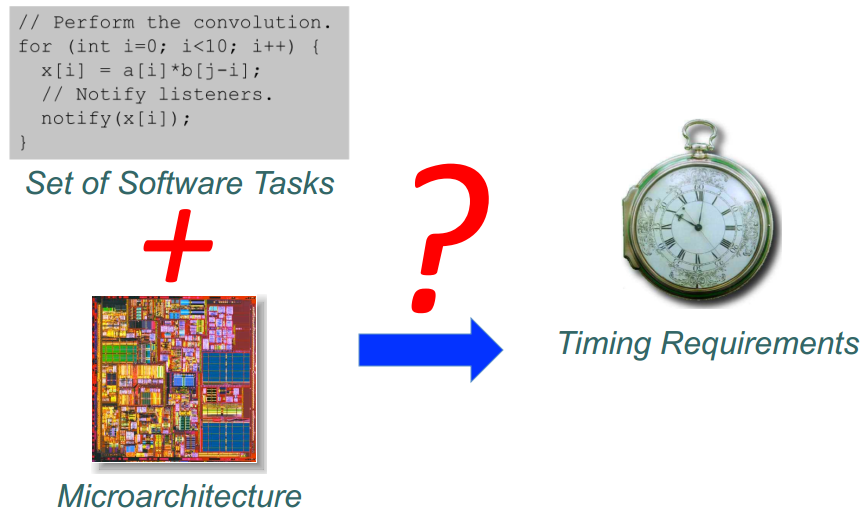 // Perform the convolution.
for (int i=0; i<10; i++) {
  x[i] = a[i]*b[j-i];
  // Notify listeners.
  notify(x[i]);
}
Set of Software Tasks
+
?
Timing Requirements
Microarchitecture